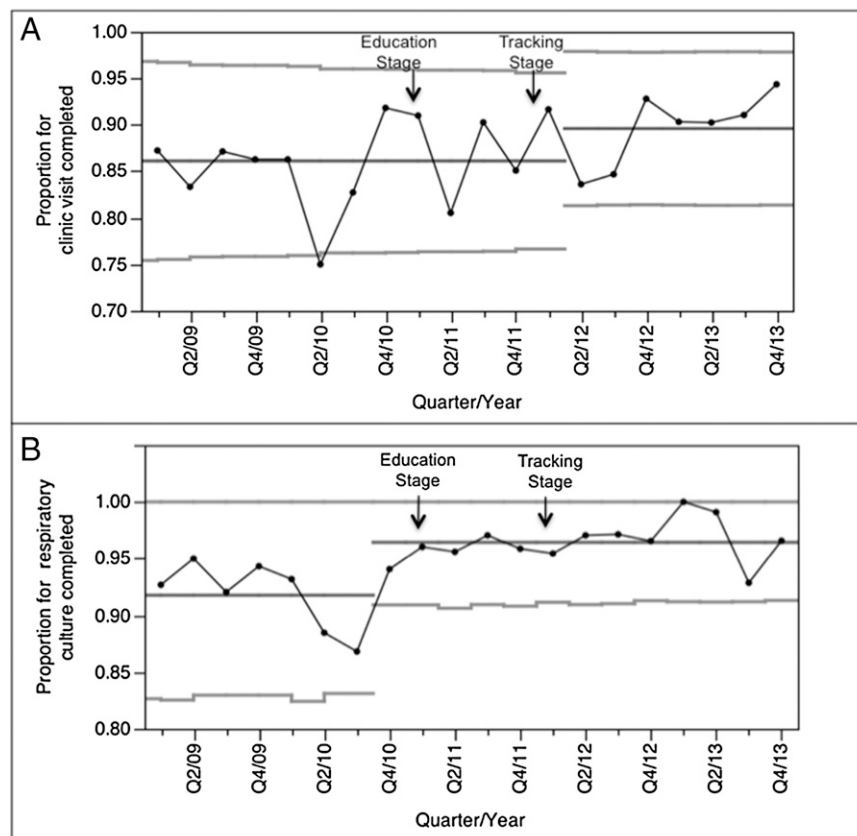 A
Education
Stage
Tracking
Stage
Proportion for
clinic visit completed
1.00
0.95
0.90
0.85
0.80
0.75
0.70
Q2/09
Q4/09
Q2/10
Q4/10
Q2/11
Q4/11
Q2/12
Q4/12
Q2/13
Q4/13
Quarter/Year
B
Education
Stage
Tracking
Stage
Proportion for respiratory
culture completed
1.00
0.95
0.90
0.85
0.80
Q2/09
Q4/09
Q2/10
Q4/10
Q2/11
Q4/11
Q2/12
Q4/12
Q2/13
Q4/13
Quarter/Year